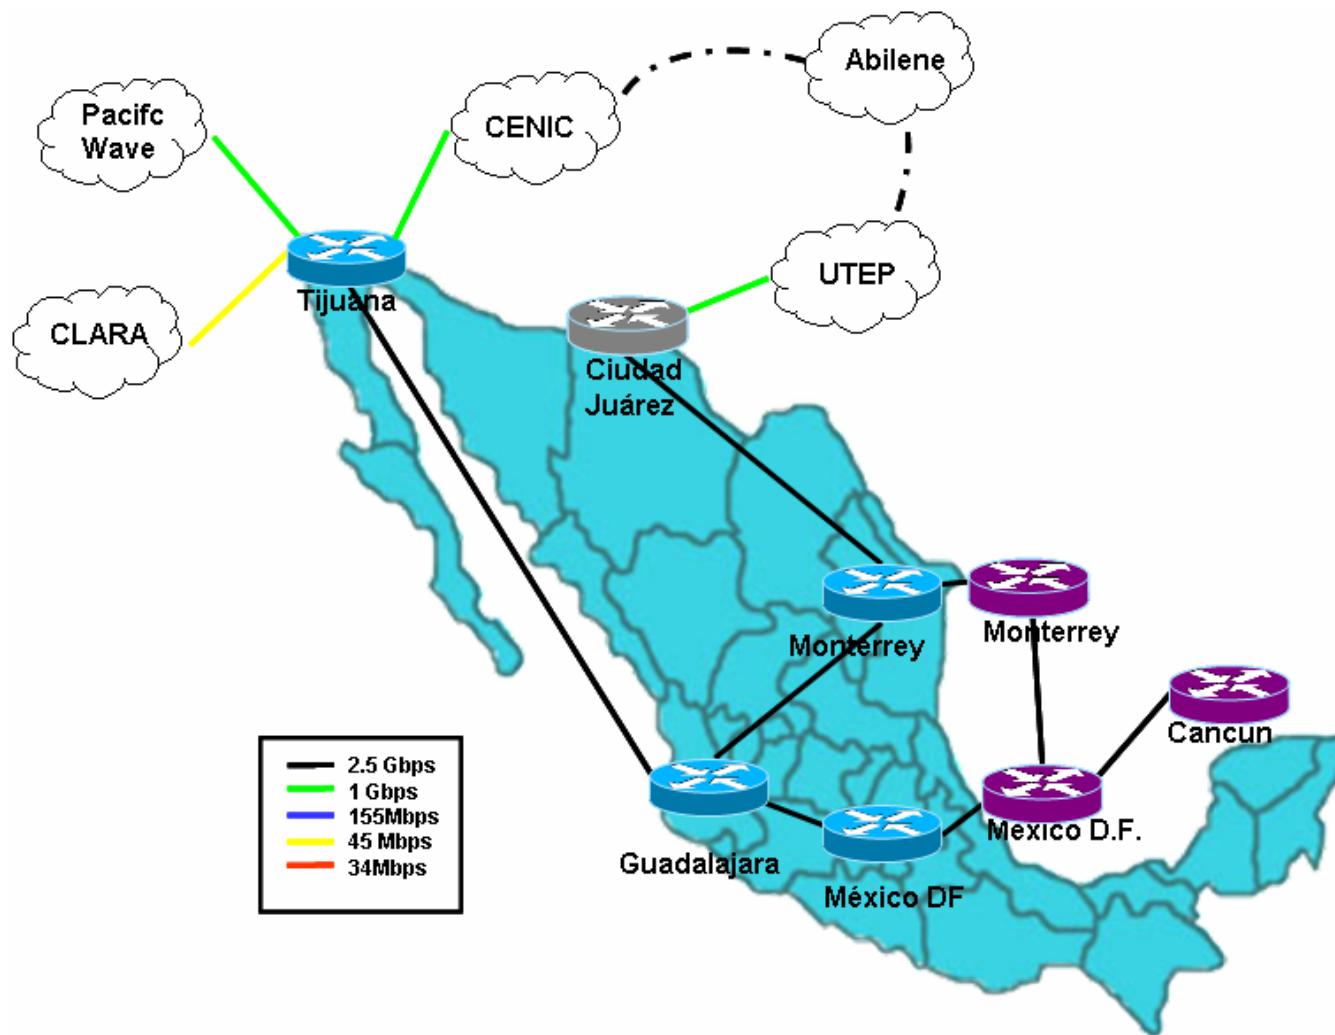 Abilene
Pacifc
Wave
CENIC
UTEP
Tijuana
CLARA
Ciudad
Juárez
Monterrey
Monterrey
Cancun
2.5 Gbps
1 Gbps
155Mbps
45 Mbps
34Mbps
México D.F.
Guadalajara
México DF